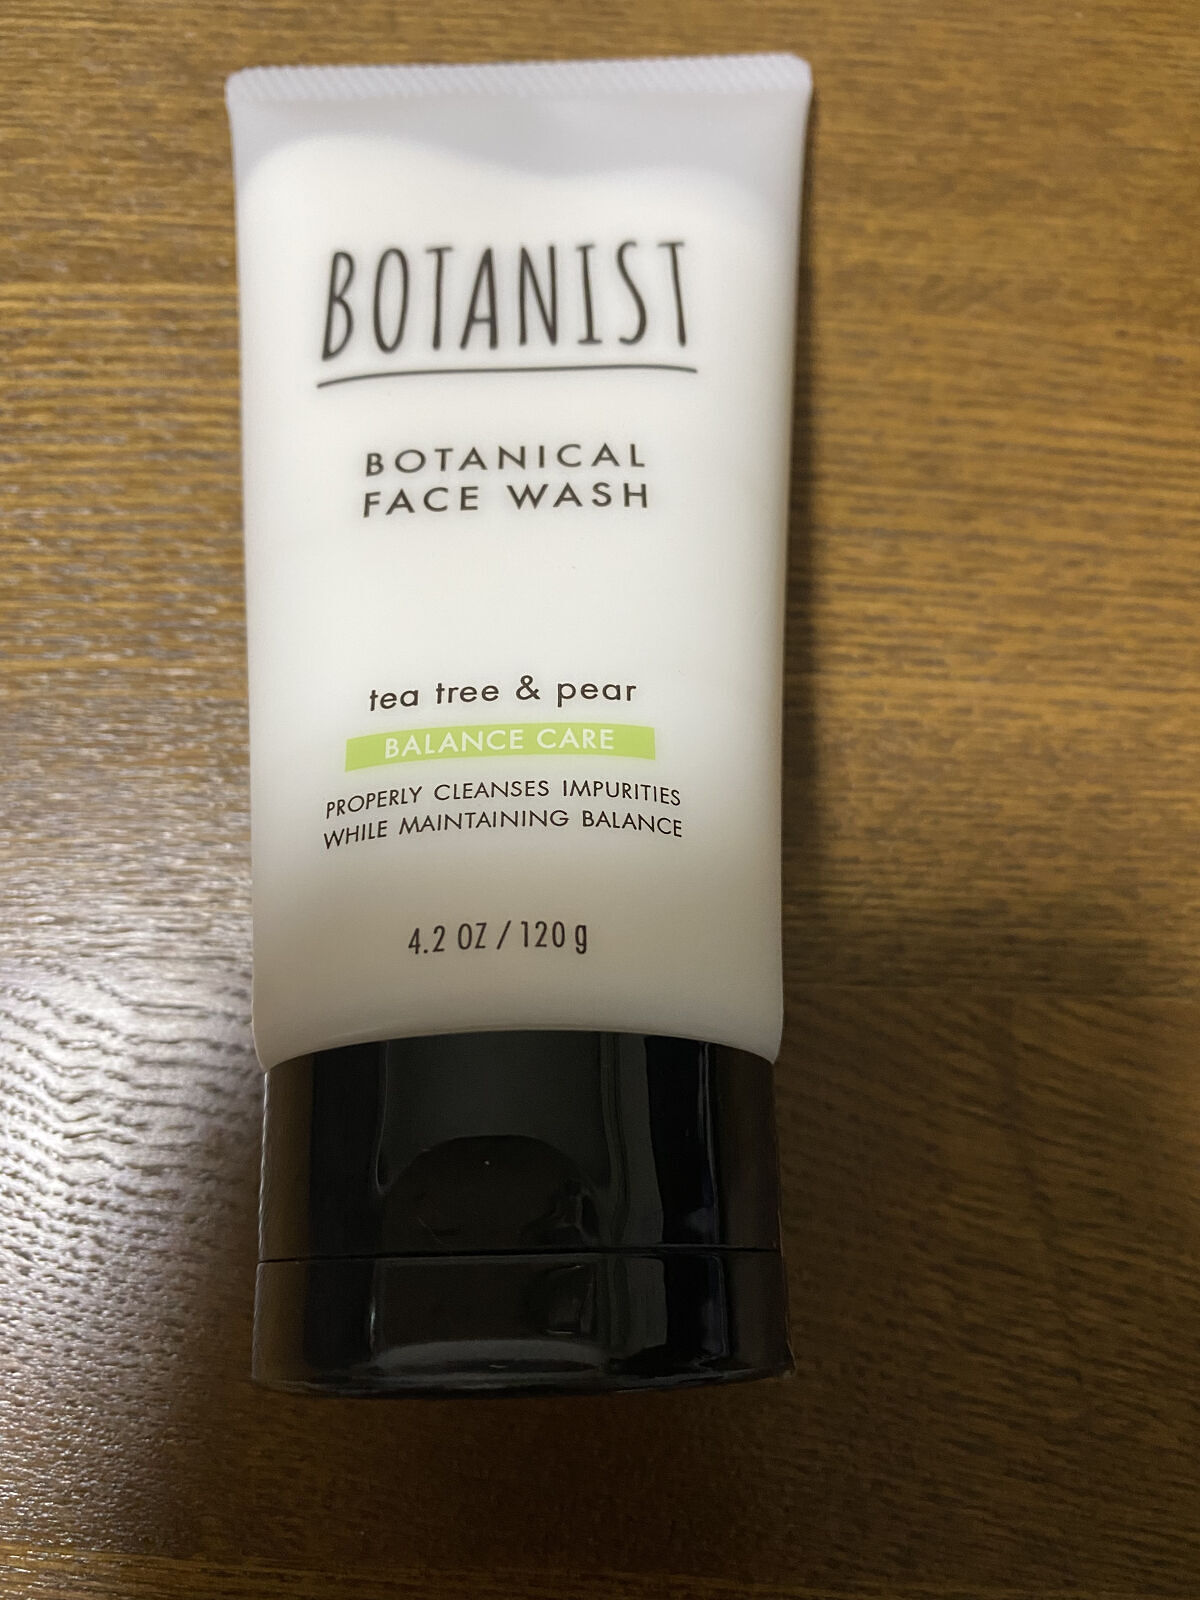 BOTANIST
BOTANICAL
FACE WASH
tea tree & pear
BALANCE CARE
PROPERLY CLEANSES IMPURITIES
WHILE MAINTAINING BALANCE
4.2 OZ / 120 g